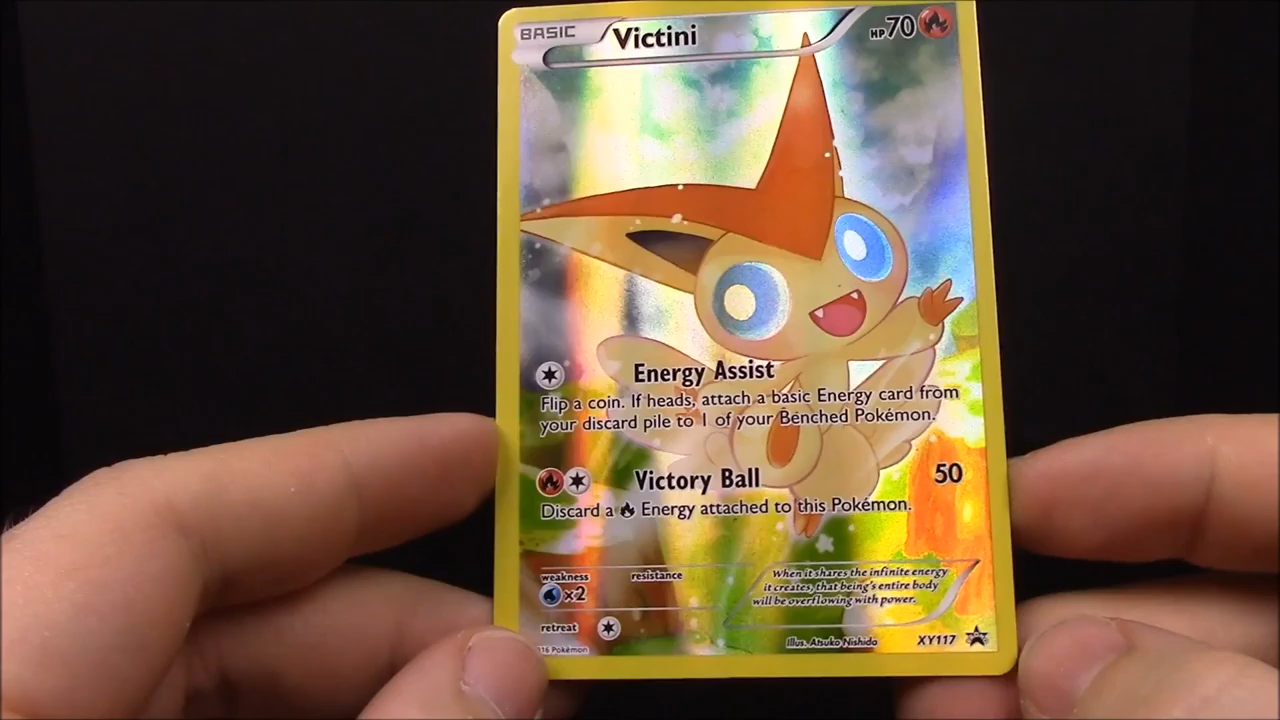 BASIC Victini HP70
Energy Assist
Flip a coin. If heads, attach a basic Energy card from
your discard pile to 1 of your Benched Pokémon.
Victory Ball 50
Discard a Energy attached to this Pokémon.
weakness resistance
×2
When it shares the infinite energy
it creates, that being's entire body
will be overflowing with power.
retreat
16 Pokémon Illus. Atsuko Nishida XY117